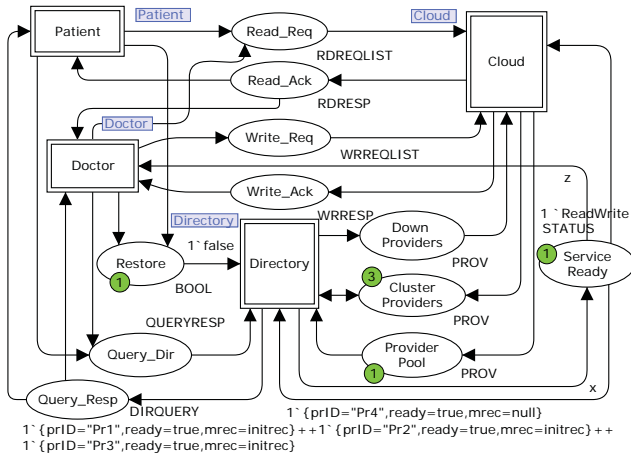 Patient
Patient
Cloud
Read_Req
RDREQLIST
Cloud
Read_Ack
RDRESP
Doctor
Write_Req
Doctor
WRREQLIST
z
Write_Ack
Directory
WRRESP
1`ReadWrite
STATUS
1`false
Down
Providers
1
Service
Ready
Restore
1
BOOL
Directory
PROV
3
Cluster
Providers
PROV
QUERYRESP
Query_Dir
Provider
Pool
1
PROV
x
Query_Resp
DIRQUERY
1`{prID="Pr4",ready=true,mrec=null}
1`{prID="Pr1",ready=true,mrec=initrec}++1`{prID="Pr2",ready=true,mrec=initrec}++
1`{prID="Pr3",ready=true,mrec=initrec}